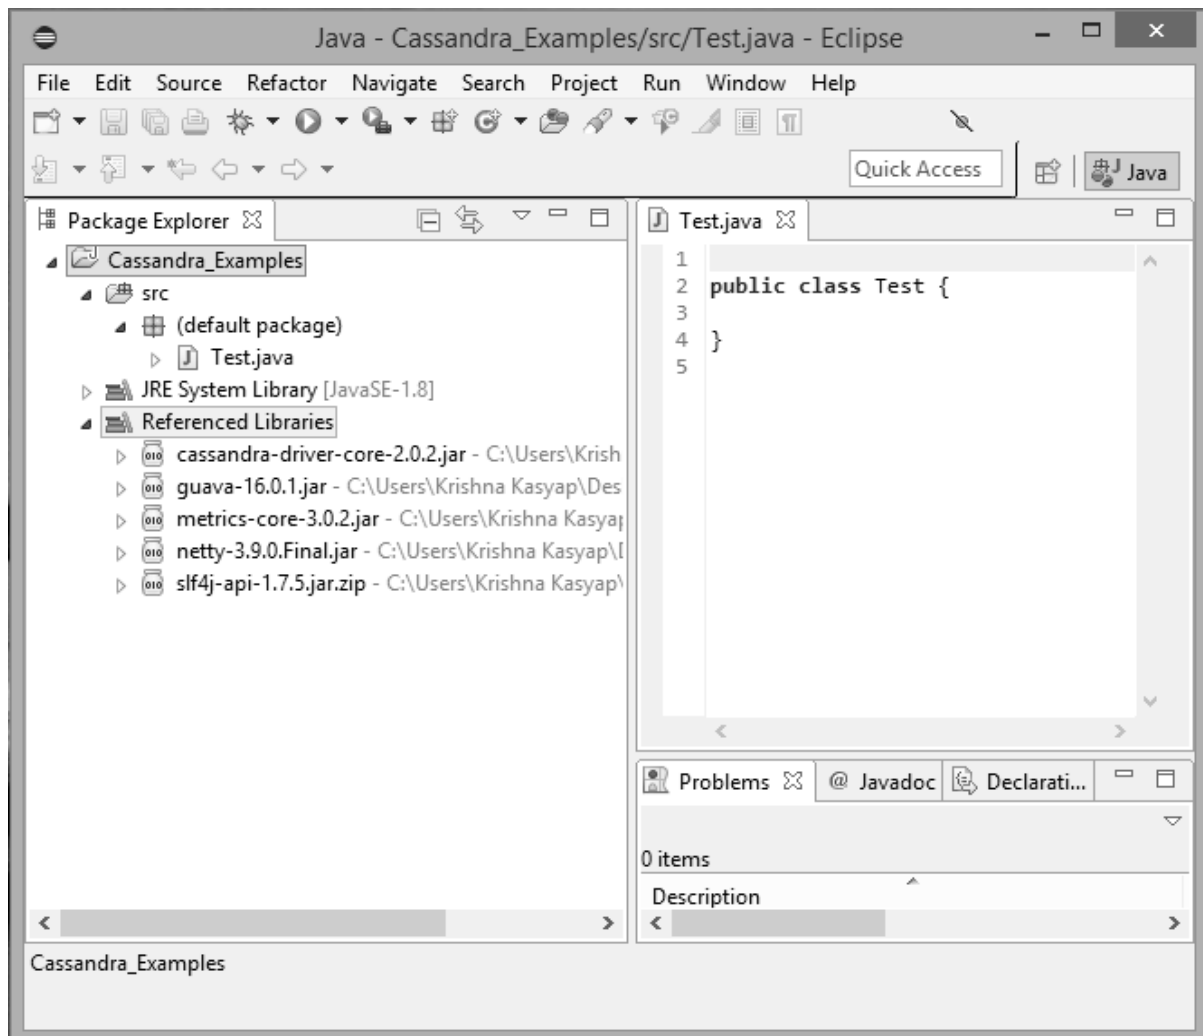 Java - Cassandra_Examples/src/Test.java - Eclipse
File Edit Source Refactor Navigate Search Project Run Window Help
Quick Access
Java
Package Explorer
Cassandra_Examples
src
(default package)
Test.java
JRE System Library [JavaSE-1.8]
Referenced Libraries
cassandra-driver-core-2.0.2.jar - C:\Users\Krish
guava-16.0.1.jar - C:\Users\Krishna Kasyap\Des
metrics-core-3.0.2.jar - C:\Users\Krishna Kasyap
netty-3.9.0.Final.jar - C:\Users\Krishna Kasyap\
slf4j-api-1.7.5.jar.zip - C:\Users\Krishna Kasyap\
Test.java
1
2 public class Test {
3
4 }
5
Problems @ Javadoc Declarati...
0 items
Description
Cassandra_Examples